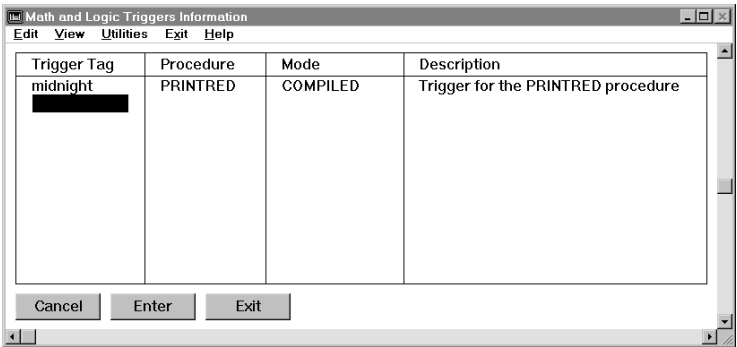 Math and Logic Triggers Information
Edit View Utilities Exit Help
Trigger Tag Procedure Mode Description
midnight PRINTRED COMPILED Trigger for the PRINTRED procedure
Cancel Enter Exit